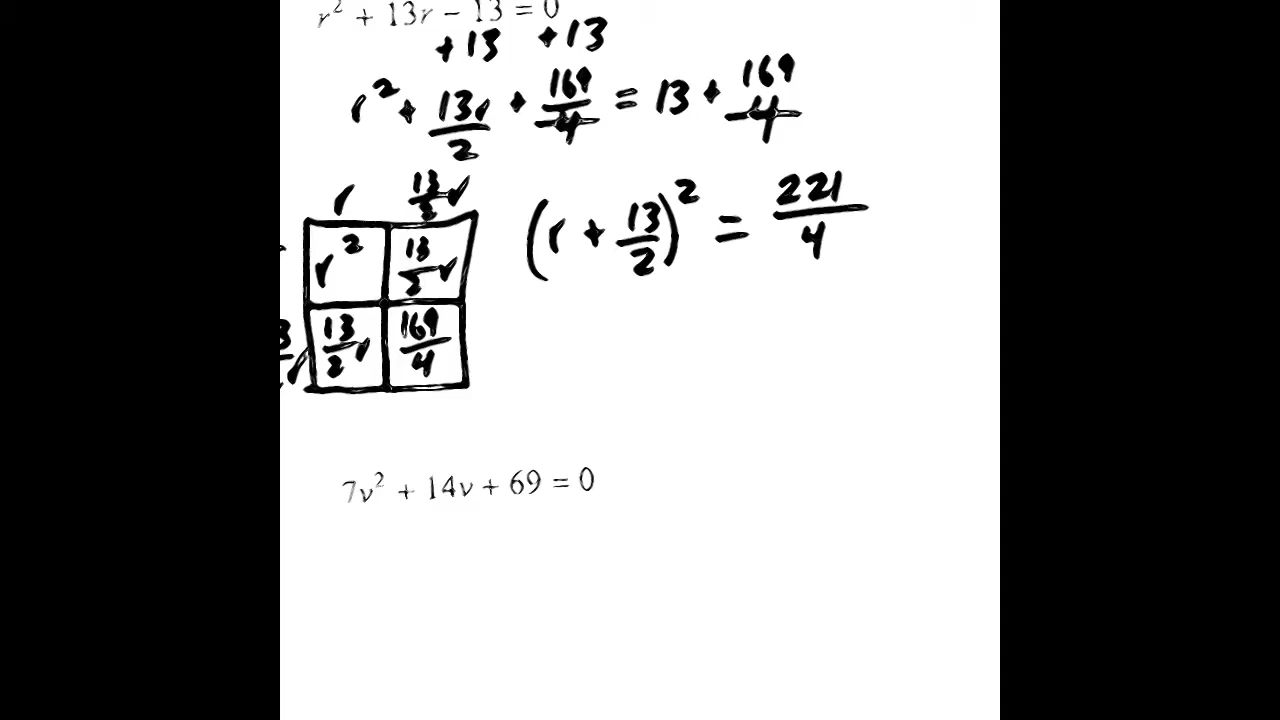 r² + 13r − 13 = 0
+13 +13
r² + 13r/2 + 169/4 = 13 + 169/4
r 13/2 r
r² 13/2 r
13/2 r 169/4
(r + 13/2)² = 221/4
7v² + 14v + 69 = 0